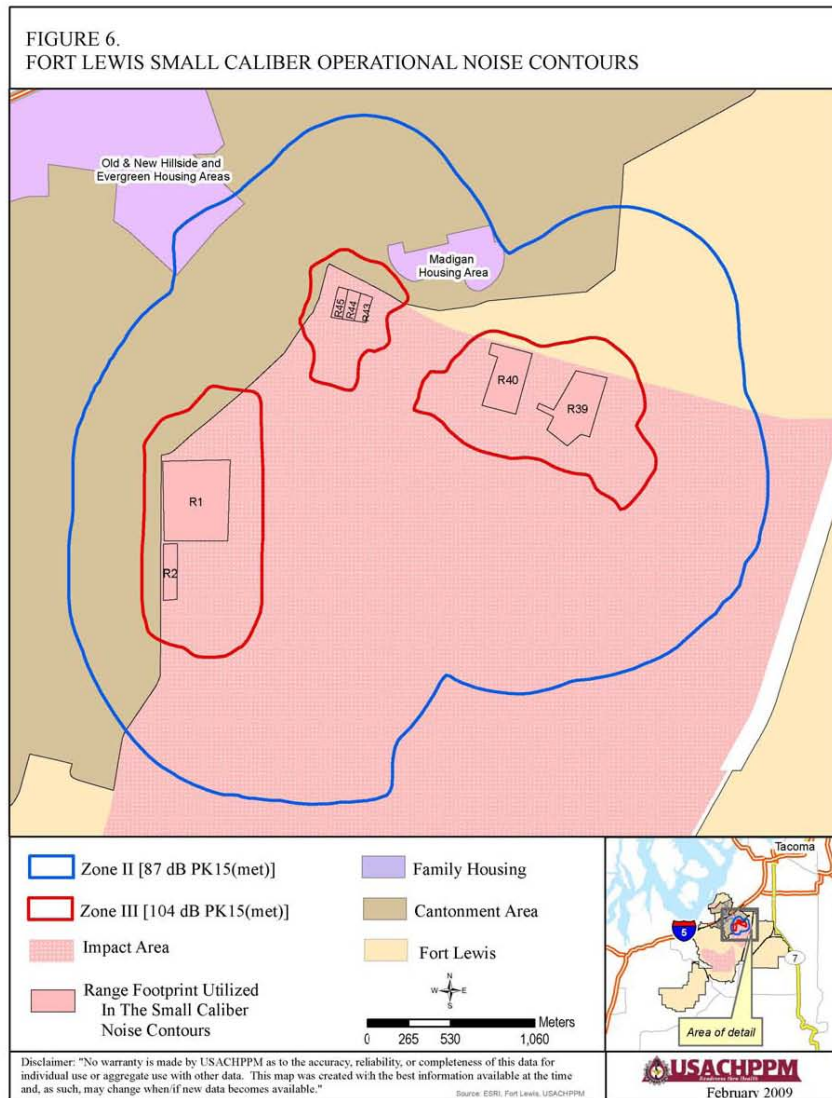 FIGURE 6.
FORT LEWIS SMALL CALIBER OPERATIONAL NOISE CONTOURS
Old & New Hillside and
Evergreen Housing Areas
Madigan
Housing Area
R45
R44
R43
R40
R39
R1
R2
Zone II [87 dB PK15(met)]
Zone III [104 dB PK15(met)]
Impact Area
Range Footprint Utilized
In The Small Caliber
Noise Contours
Family Housing
Cantonment Area
Fort Lewis
N
W E
S
Meters
0 265 530 1,060
Tacoma
5
7
Area of detail
Disclaimer: "No warranty is made by USACHPPM as to the accuracy, reliability, or completeness of this data for
individual use or aggregate use with other data. This map was created with the best information available at the time
and, as such, may change when/if new data becomes available."
Source: ESRI, Fort Lewis, USACHPPM
USACHPPM
Readiness Thru Health
February 2009